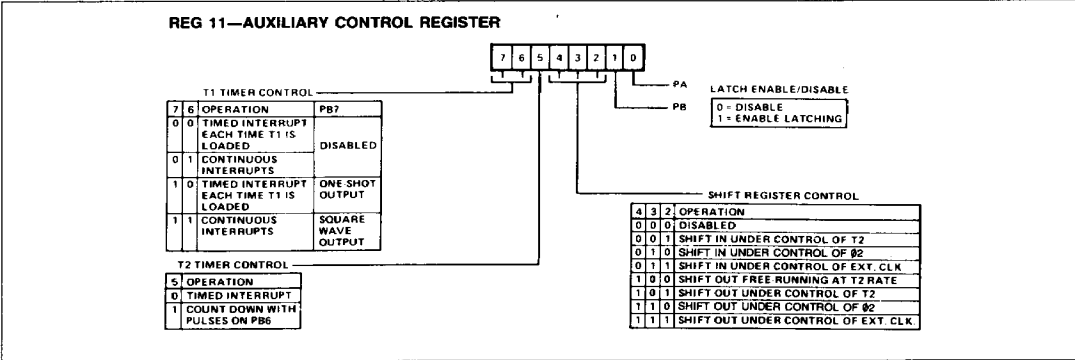 REG 11—AUXILIARY CONTROL REGISTER
7 6 5 4 3 2 1 0
PA
PB
LATCH ENABLE/DISABLE
0 = DISABLE
1 = ENABLE LATCHING
T1 TIMER CONTROL
7 6 OPERATION PB7
0 0 TIMED INTERRUPT
EACH TIME T1 IS
LOADED
DISABLED
0 1 CONTINUOUS
INTERRUPTS
1 0 TIMED INTERRUPT ONE-SHOT
EACH TIME T1 IS OUTPUT
LOADED
1 1 CONTINUOUS SQUARE
INTERRUPTS WAVE
OUTPUT
T2 TIMER CONTROL
5 OPERATION
0 TIMED INTERRUPT
1 COUNT DOWN WITH
PULSES ON PB6
SHIFT REGISTER CONTROL
4 3 2 OPERATION
0 0 0 DISABLED
0 0 1 SHIFT IN UNDER CONTROL OF T2
0 1 0 SHIFT IN UNDER CONTROL OF Ø2
0 1 1 SHIFT IN UNDER CONTROL OF EXT. CLK
1 0 0 SHIFT OUT FREE-RUNNING AT T2 RATE
1 0 1 SHIFT OUT UNDER CONTROL OF T2
1 1 0 SHIFT OUT UNDER CONTROL OF Ø2
1 1 1 SHIFT OUT UNDER CONTROL OF EXT. CLK.